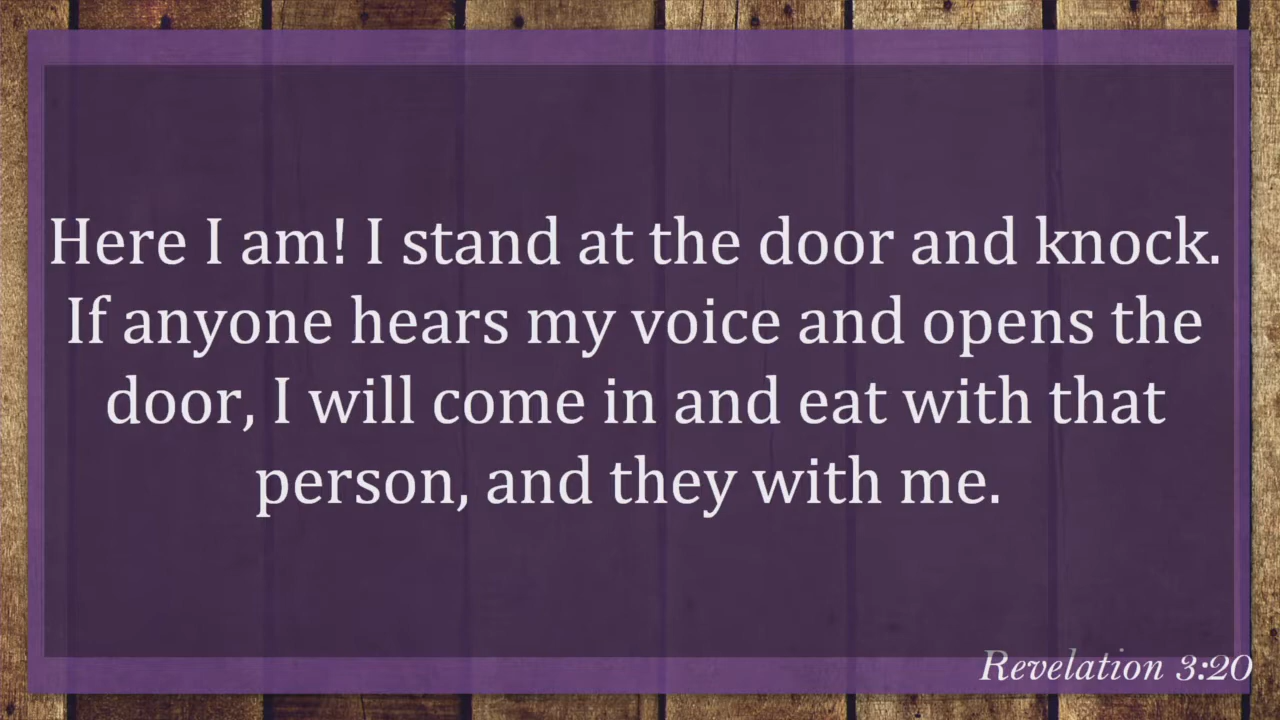 Here I am! I stand at the door and knock.
If anyone hears my voice and opens the
door, I will come in and eat with that
person, and they with me.
Revelation 3:20